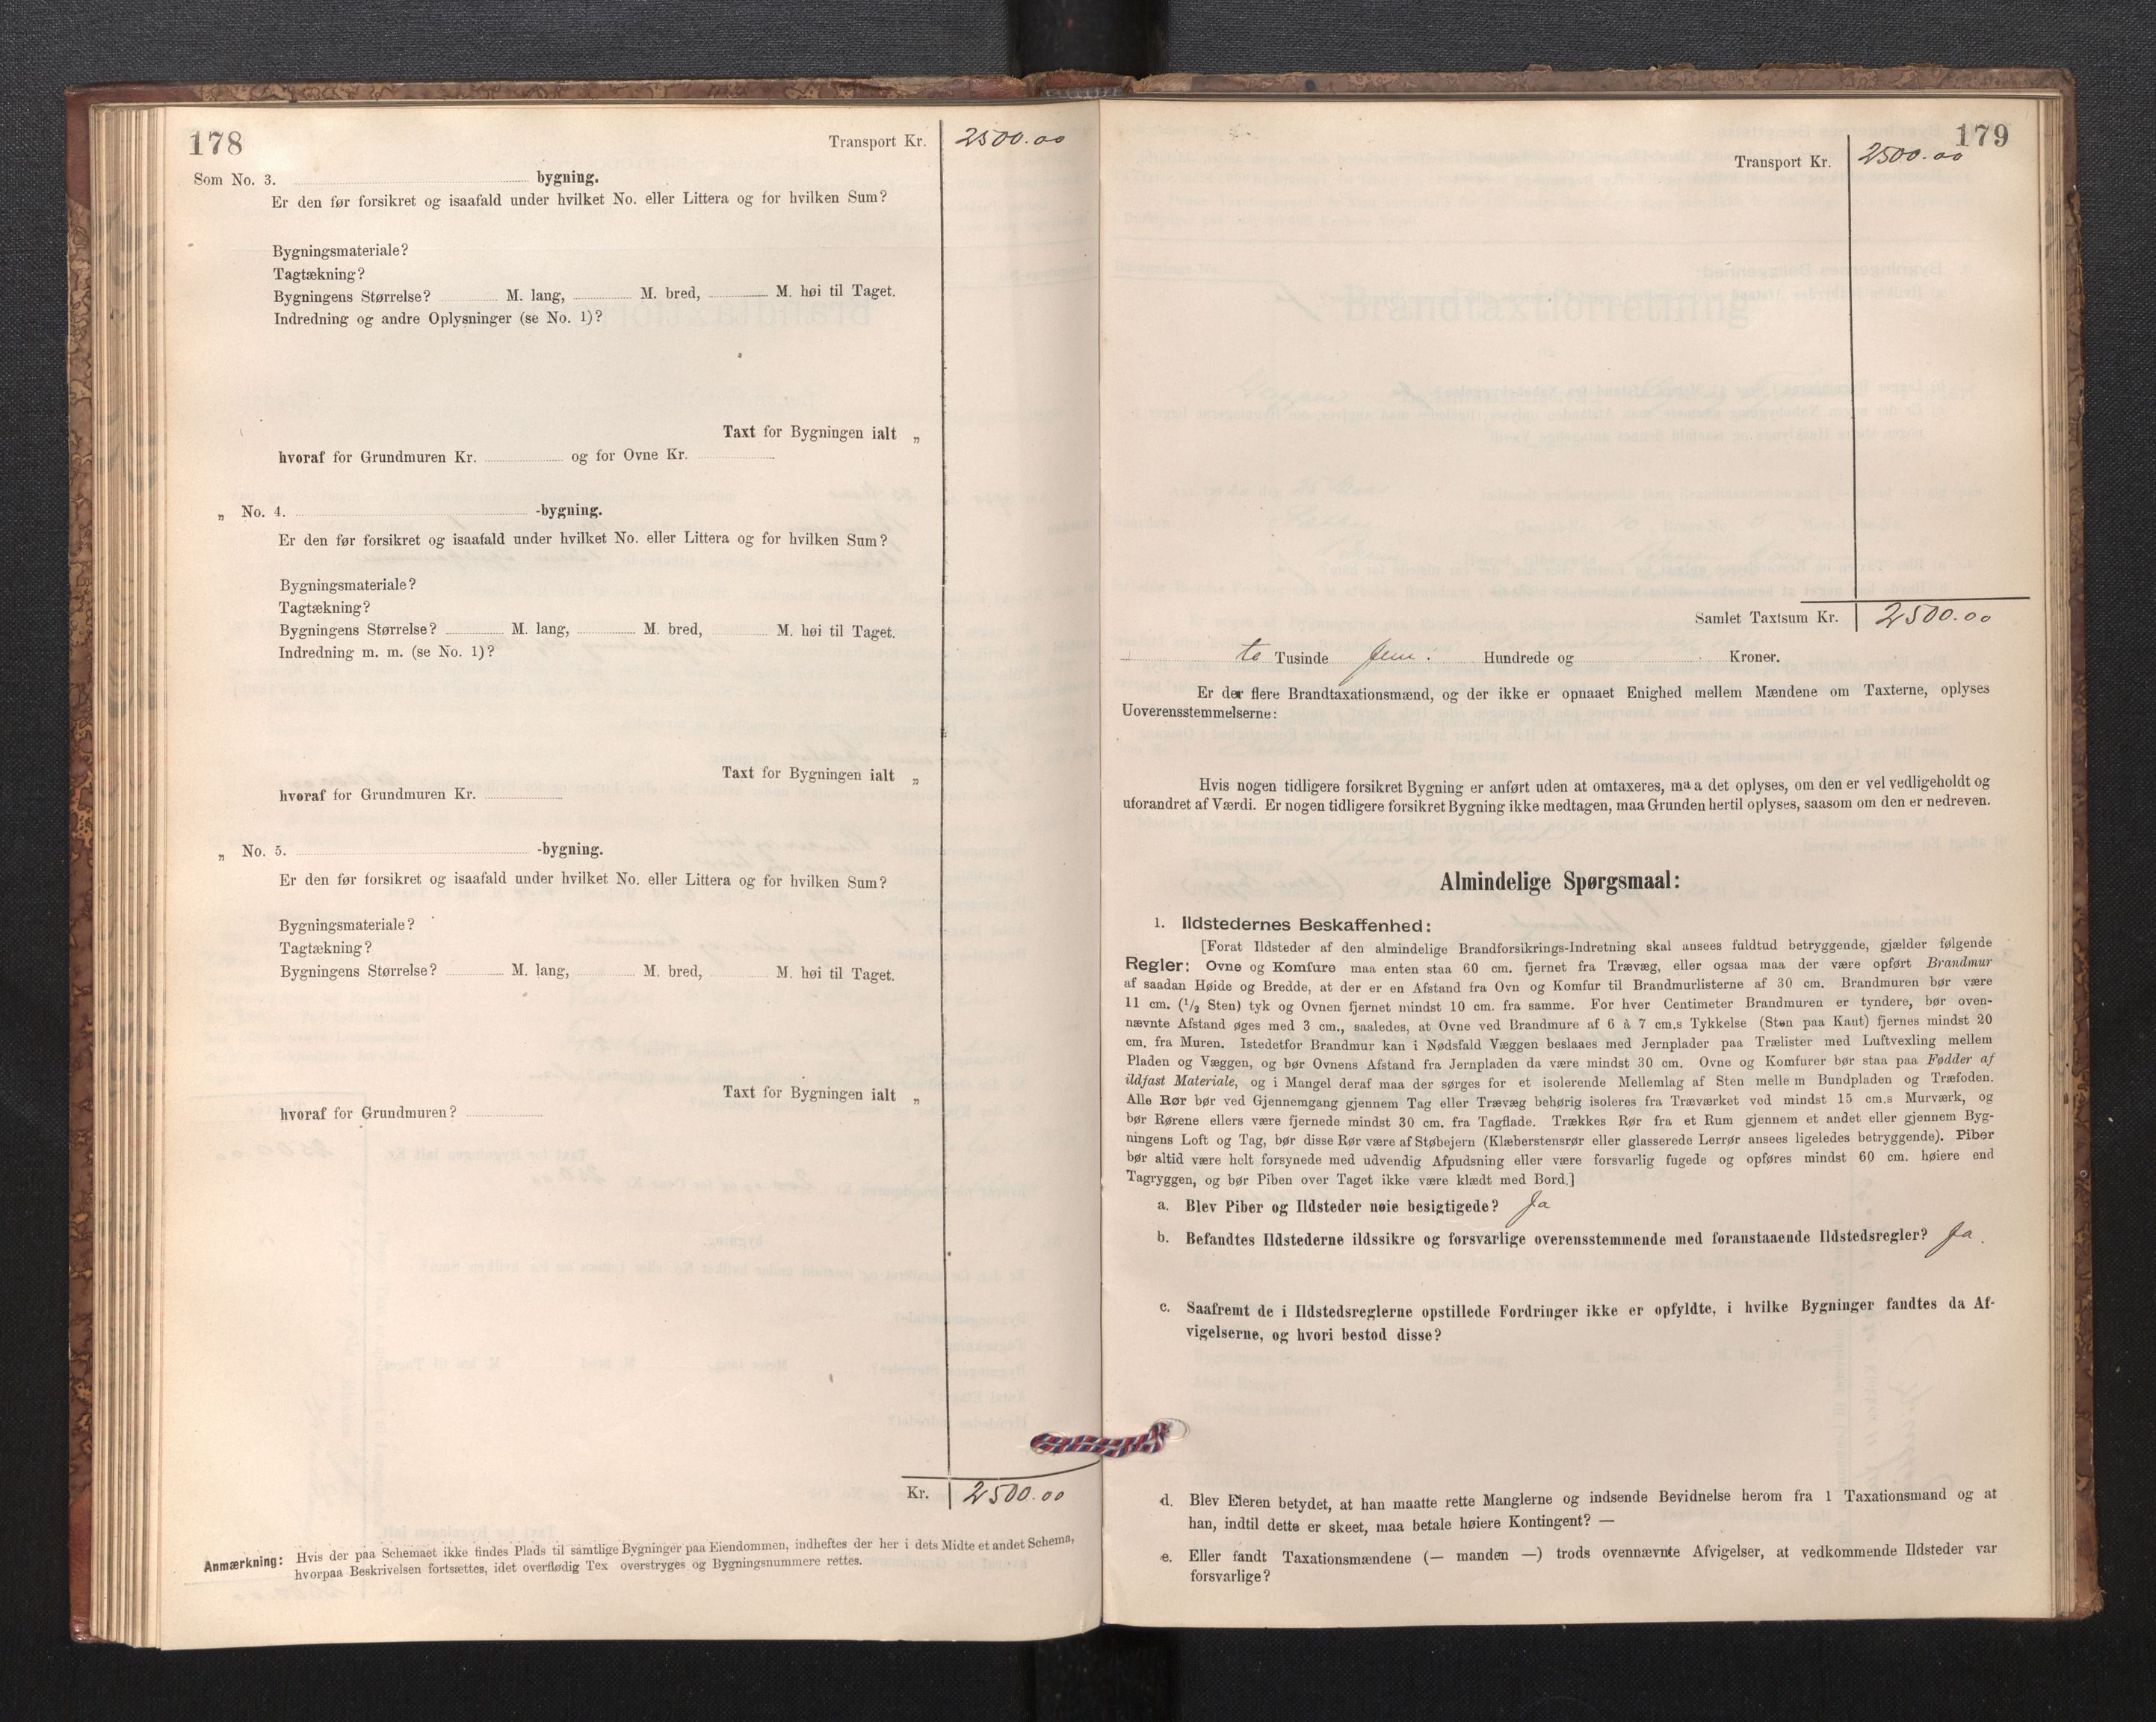 178
Transport Kr. 2500.00
Som No. 3. bygning.
Er den før forsikret og isaafald under hvilket No. eller Littera og for hvilken Sum?
Bygningsmateriale?
Tagtækning?
Bygningens Størrelse? M. lang, M. bred, M. høi til Taget.
Indredning og andre Oplysninger (se No. 1)?
Taxt for Bygningen ialt „
hvoraf for Grundmuren Kr. og for Ovne Kr.
„ No. 4. -bygning.
Er den før forsikret og isaafald under hvilket No. eller Littera og for hvilken Sum?
Bygningsmateriale?
Tagtækning?
Bygningens Størrelse? M. lang, M. bred, M. høi til Taget.
Indredning m. m. (se No. 1)?
Taxt for Bygningen ialt „
hvoraf for Grundmuren Kr.
„ No. 5. -bygning.
Er den før forsikret og isaafald under hvilket No. eller Littera og for hvilken Sum?
Bygningsmateriale?
Tagtækning?
Bygningens Størrelse? M. lang, M. bred, M. høi til Taget.
Taxt for Bygningen ialt „
hvoraf for Grundmuren?
Kr. 2500.00
Anmærkning: Hvis der paa Schemaet ikke findes Plads til samtlige Bygninger paa Eiendommen, indheftes der her i dets Midte et andet Schema,
hvorpaa Beskrivelsen fortsættes, idet overflødig Tex overstryges og Bygningsnummere rettes.
179
Transport Kr. 2500.00
Samlet Taxtsum Kr. 2500.00
to Tusinde fem Hundrede og Kroner.
Er der flere Brandtaxationsmænd, og der ikke er opnaaet Enighed mellem Mændene om Taxterne, oplyses
Uoverensstemmelserne:
Hvis nogen tidligere forsikret Bygning er anført uden at omtaxeres, maa det oplyses, om den er vel vedligeholdt og
uforandret af Værdi. Er nogen tidligere forsikret Bygning ikke medtagen, maa Grunden hertil oplyses, saasom om den er nedreven.
Almindelige Spørgsmaal:
1. Ildstedernes Beskaffenhed:
[Forat Ildsteder af den almindelige Brandforsikrings-Indretning skal ansees fuldtud betryggende, gjælder følgende
Regler: Ovne og Komfure maa enten staa 60 cm. fjernet fra Trævæg, eller ogsaa maa der være opført Brandmur
af saadan Høide og Bredde, at der er en Afstand fra Ovn og Komfur til Brandmurlisterne af 30 cm. Brandmuren bør være
11 cm. (1/2 Sten) tyk og Ovnen fjernet mindst 10 cm. fra samme. For hver Centimeter Brandmuren er tyndere, bør oven-
nævnte Afstand øges med 3 cm., saaledes, at Ovne ved Brandmure af 6 à 7 cm.s Tykkelse (Sten paa Kant) fjernes mindst 20
cm. fra Muren. Istedetfor Brandmur kan i Nødsfald Væggen beslaaes med Jernplader paa Trælister med Luftvexling mellem
Pladen og Væggen, og bør Ovnens Afstand fra Jernpladen da være mindst 30 cm. Ovne og Komfurer bør staa paa Fødder af
ildfast Materiale, og i Mangel deraf maa der sørges for et isolerende Mellemlag af Sten mellem Bundpladen og Træfoden.
Alle Rør bør ved Gjennemgang gjennem Tag eller Trævæg behørig isoleres fra Træværket ved mindst 15 cm.s Murværk, og
bør Rørene ellers være fjernede mindst 30 cm. fra Tagflade. Trækkes Rør fra et Rum gjennem et andet eller gjennem Byg-
ningens Loft og Tag, bør disse Rør være af Støbejern (Klæberstensrør eller glasserede Lerrør ansees ligeledes betryggende). Piber
bør altid være helt forsynede med udvendig Afpudsning eller være forsvarlig fugede og opføres mindst 60 cm. høiere end
Tagryggen, og bør Piben over Taget ikke være klædt med Bord.]
a. Blev Piber og Ildsteder nøie besigtigede? Ja
b. Befandtes Ildstederne ildssikre og forsvarlige overensstemmende med foranstaaende Ildstedsregler? Ja.
c. Saafremt de i Ildstedsreglerne opstillede Fordringer ikke er opfyldte, i hvilke Bygninger fandtes da Af-
vigelserne, og hvori bestod disse?
d. Blev Eieren betydet, at han maatte rette Manglerne og indsende Bevidnelse herom fra 1 Taxationsmand og at
han, indtil dette er skeet, maa betale høiere Kontingent? —
e. Eller fandt Taxationsmændene (— manden —) trods ovennævnte Afvigelser, at vedkommende Ildsteder var
forsvarlige?